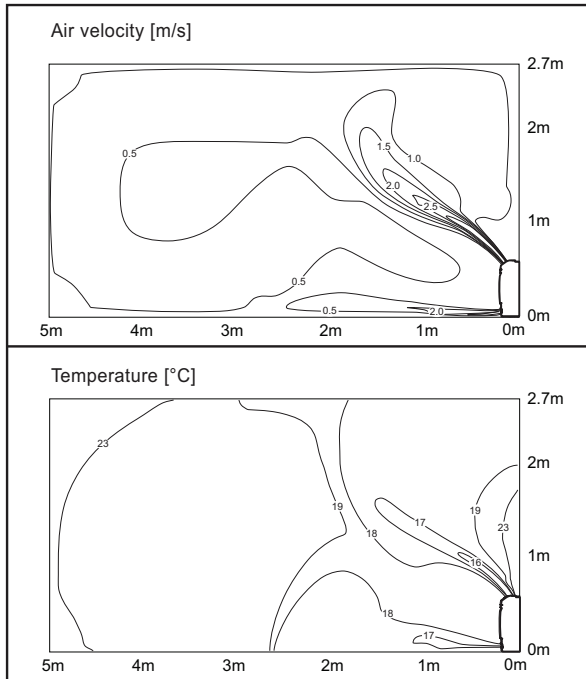 Air velocity [m/s]
2.7m
2m
1.5
1.0
0.5
2.0
2.5
1m
0.5
0.5
2.0
0m
5m
4m
3m
2m
1m
0m
Temperature [°C]
2.7m
23
2m
19
17
19
23
18
1m
16
18
17
0m
5m
4m
3m
2m
1m
0m